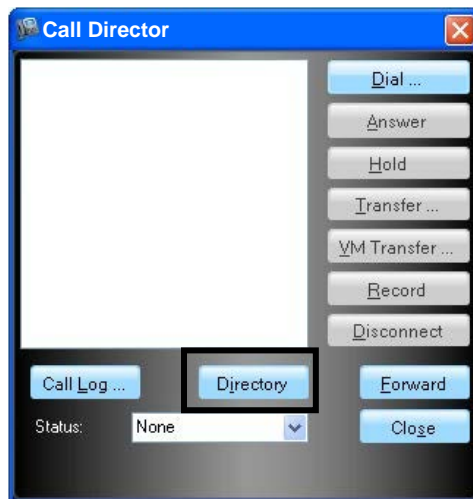 Call Director
Dial ...
Answer
Hold
Transfer ...
VM Transfer ...
Record
Disconnect
Call Log ...
Directory
Forward
Status:
None
Close